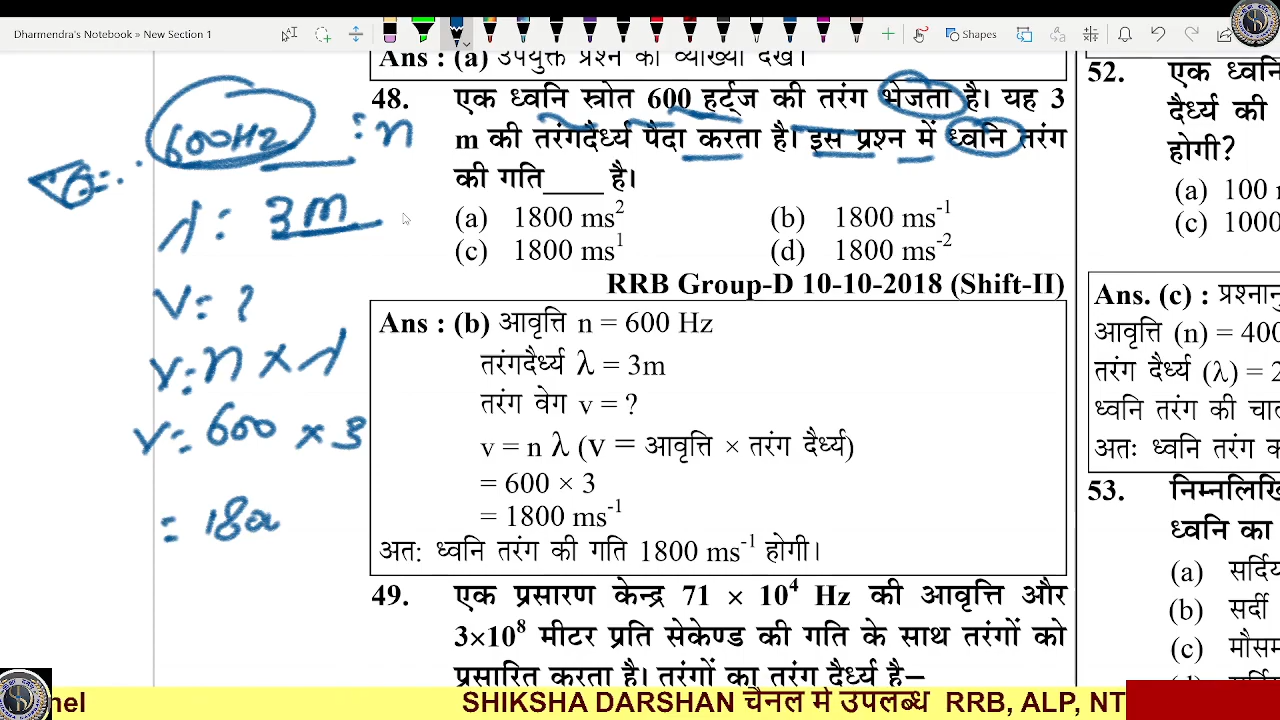 Dharmendra's Notebook » New Section 1
Shapes
Ans : (a) उपर्युक्त प्रश्न की व्याख्या देखें।
48. एक ध्वनि स्त्रोत 600 हर्ट्ज की तरंग भेजता है। यह 3
m की तरंगदैर्ध्य पैदा करता है। इस प्रश्न में ध्वनि तरंग
की गति____ है।
(a) 1800 ms² (b) 1800 ms⁻¹
(c) 1800 ms¹ (d) 1800 ms⁻²
RRB Group-D 10-10-2018 (Shift-II)
Ans : (b) आवृत्ति n = 600 Hz
तरंगदैर्ध्य λ = 3m
तरंग वेग v = ?
v = n λ (v = आवृत्ति × तरंग दैर्ध्य)
= 600 × 3
= 1800 ms⁻¹
अत: ध्वनि तरंग की गति 1800 ms⁻¹ होगी।
49. एक प्रसारण केन्द्र 71 × 10⁴ Hz की आवृत्ति और
3×10⁸ मीटर प्रति सेकेण्ड की गति के साथ तरंगों को
प्रसारित करता है। तरंगों का तरंग दैर्ध्य है–
600Hz = n
λ = 3m
v = ?
v = n × λ
v = 600 × 3
= 180
52. एक ध्वनि
दैर्ध्य की
होगी?
(a) 100
(c) 1000
Ans. (c) : प्रश्नानु
आवृत्ति (n) = 400
तरंग दैर्ध्य (λ) = 2
ध्वनि तरंग की चाल
अतः ध्वनि तरंग क
53. निम्नलिखि
ध्वनि का
(a) सर्दिय
(b) सर्दी
(c) मौसम
nel SHIKSHA DARSHAN चैनल में उपलब्ध RRB, ALP, NT